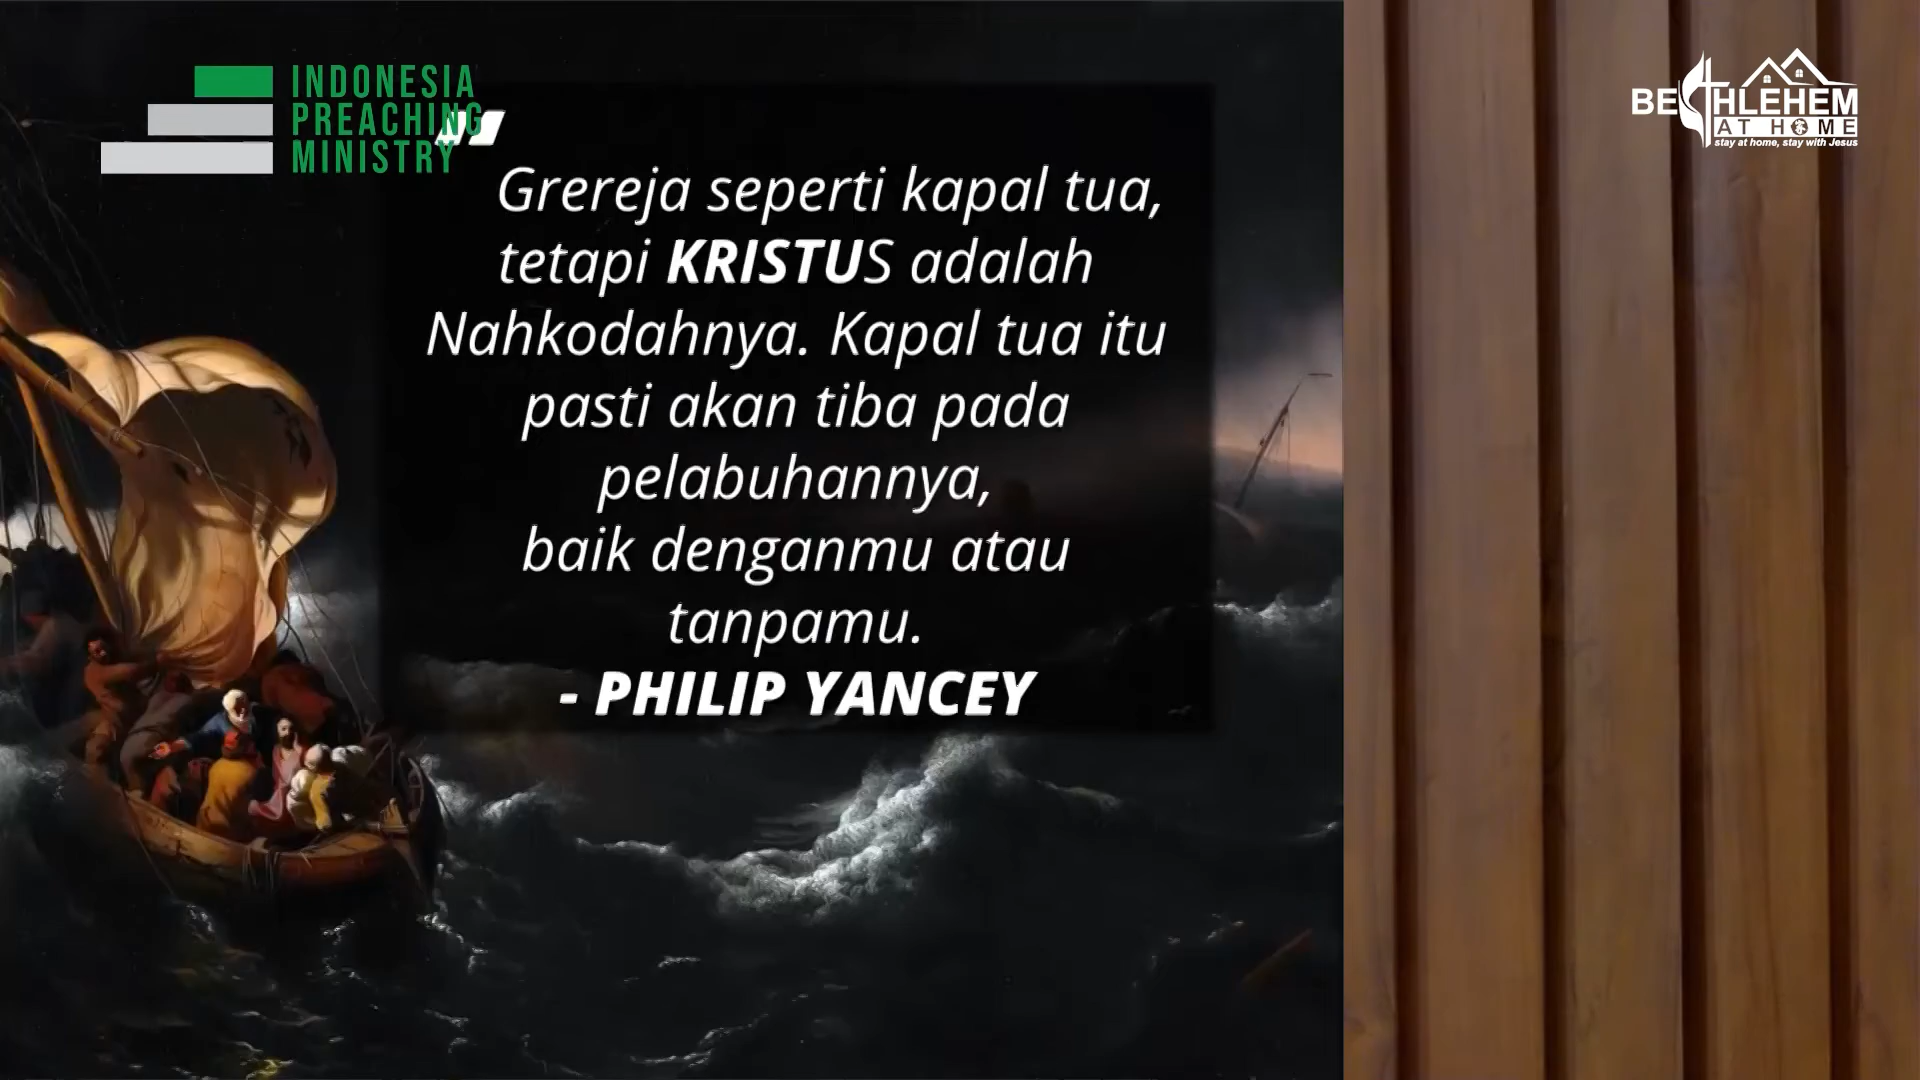 INDONESIA
PREACHING
MINISTRY
BETHLEHEM
AT HOME
stay at home, stay with Jesus
"
Grereja seperti kapal tua,
tetapi KRISTUS adalah
Nahkodahnya. Kapal tua itu
pasti akan tiba pada
pelabuhannya,
baik denganmu atau
tanpamu.
- PHILIP YANCEY